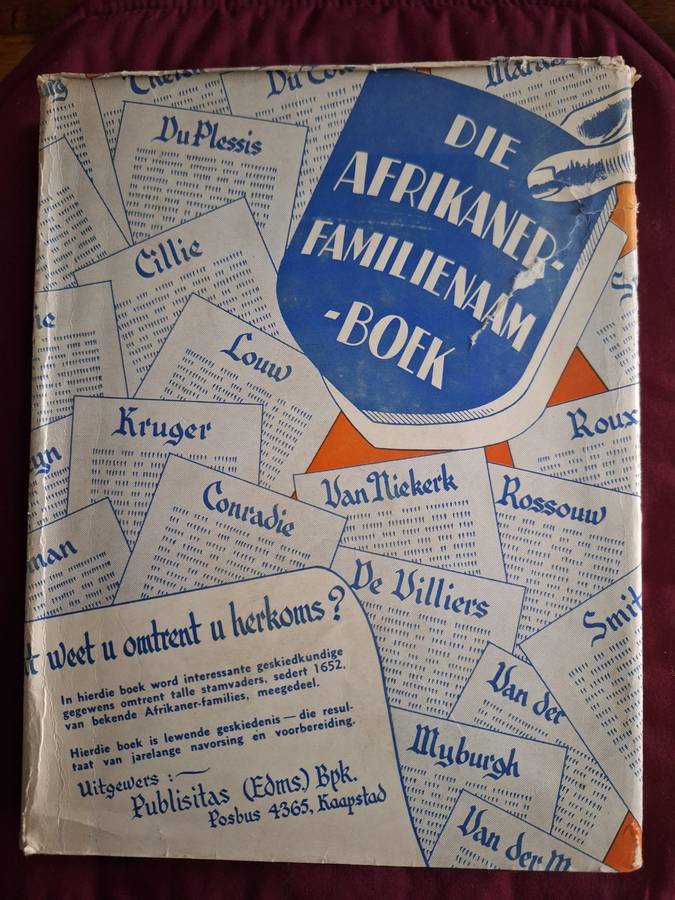 Du Plessis
DIE
AFRIKANER-
FAMILIENAAM
-BOEK
Cillie
Louw
Kruger
Roux
Conradie
Van Niekerk
Rossouw
De Villiers
Smit
Van der
Myburgh
Van der M
weet u omtrent u herkoms?
In hierdie boek word interessante geskiedkundige
gegewens omtrent talle stamvaders, sedert 1652,
van bekende Afrikaner-families, meegedeel.
Hierdie boek is lewende geskiedenis — die resul-
taat van jarelange navorsing en voorbereiding.
Uitgewers :—
Publisitas (Edms.) Bpk.
Posbus 4365, Kaapstad